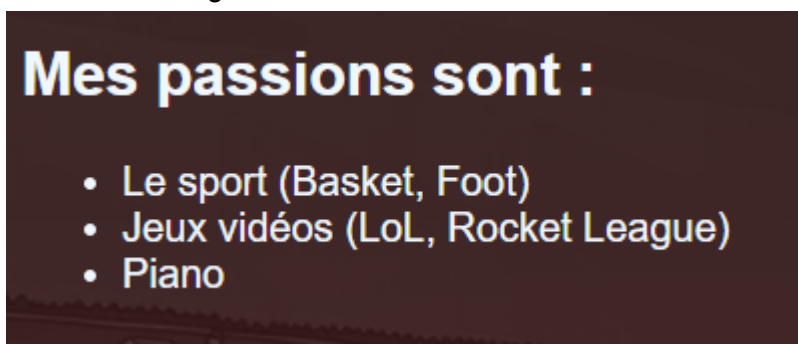 Mes passions sont :
• Le sport (Basket, Foot)
• Jeux vidéos (LoL, Rocket League)
• Piano